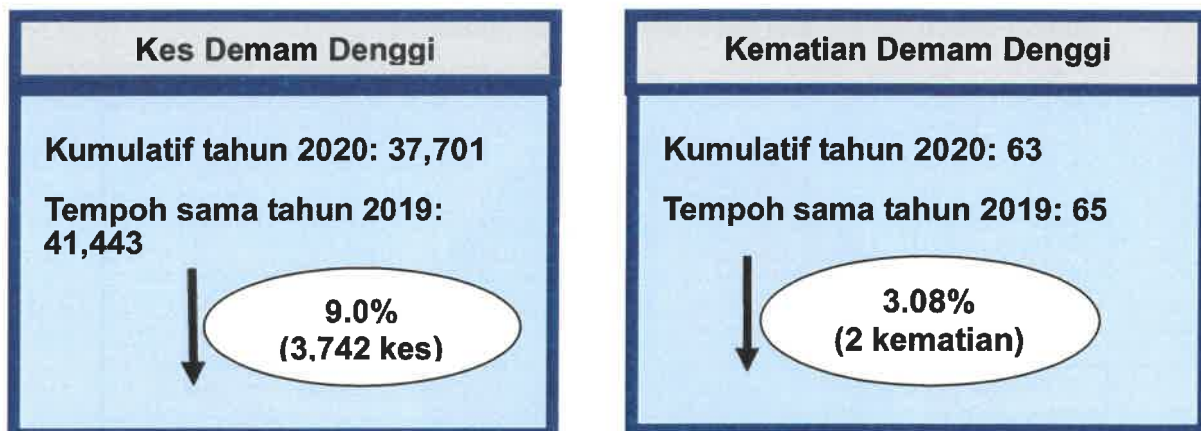 Kes Demam Denggi
Kumulatif tahun 2020: 37,701
Tempoh sama tahun 2019:
41,443
9.0%
(3,742 kes)
Kematian Demam Denggi
Kumulatif tahun 2020: 63
Tempoh sama tahun 2019: 65
3.08%
(2 kematian)